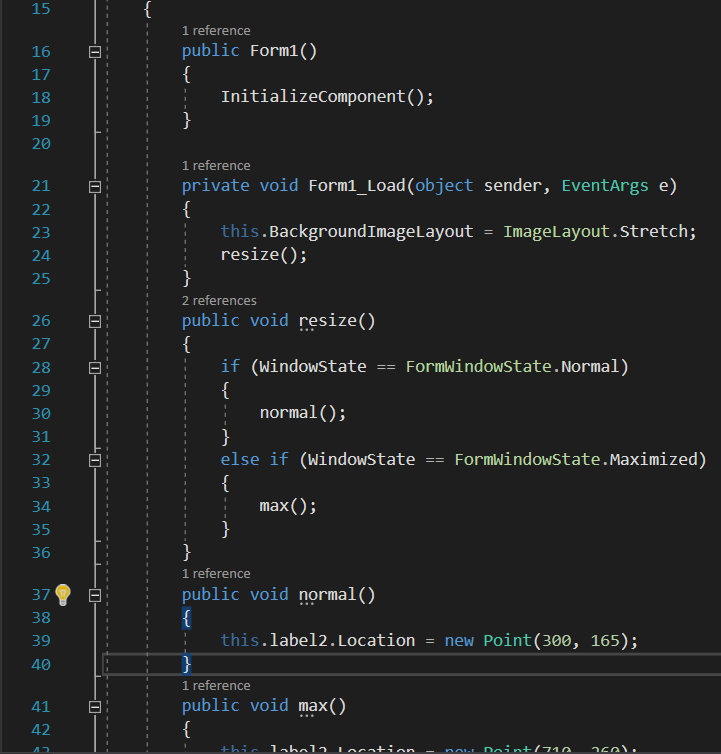 15 {
1 reference
16 public Form1()
17 {
18 InitializeComponent();
19 }
20
1 reference
21 private void Form1_Load(object sender, EventArgs e)
22 {
23 this.BackgroundImageLayout = ImageLayout.Stretch;
24 resize();
25 }
2 references
26 public void resize()
27 {
28 if (WindowState == FormWindowState.Normal)
29 {
30 normal();
31 }
32 else if (WindowState == FormWindowState.Maximized)
33 {
34 max();
35 }
36 }
1 reference
37 public void normal()
38 {
39 this.label2.Location = new Point(300, 165);
40 }
1 reference
41 public void max()
42 {
43 this.label2.Location = new Point(710, 260);